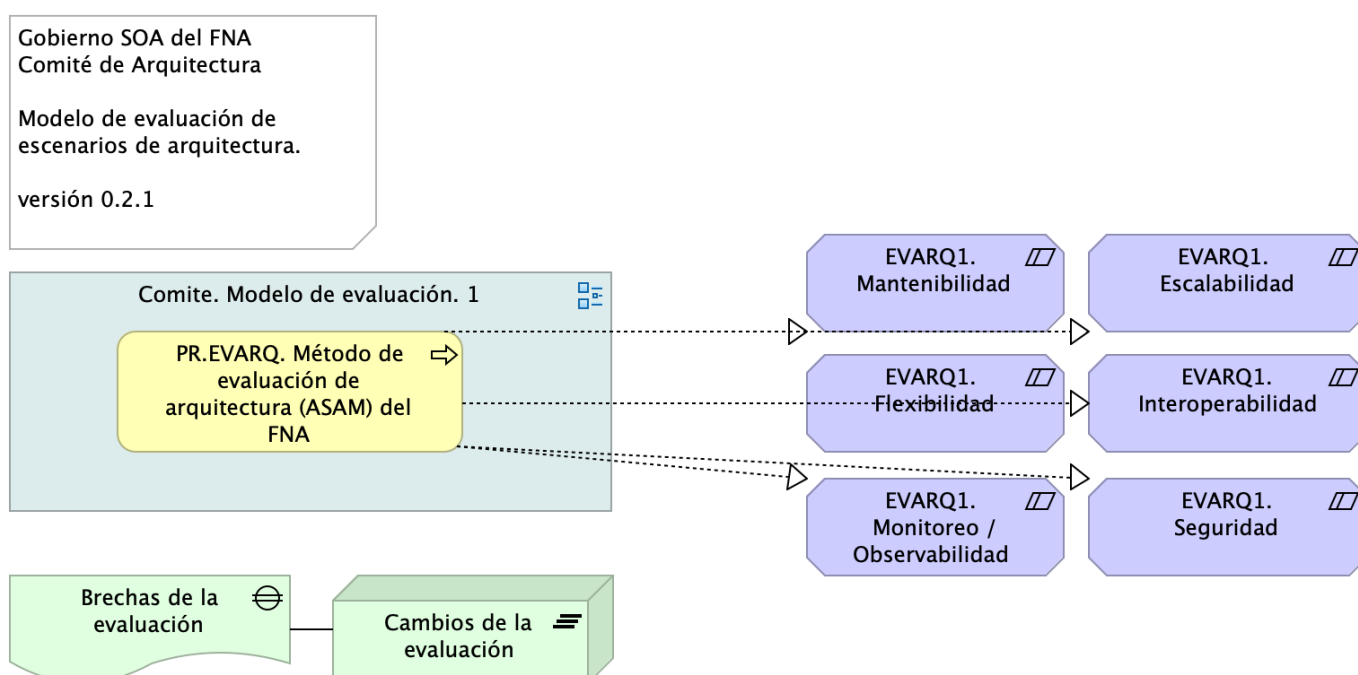 Gobierno SOA del FNA
Comité de Arquitectura
Modelo de evaluación de
escenarios de arquitectura.
versión 0.2.1
Comite. Modelo de evaluación. 1
PR.EVARQ. Método de
evaluación de
arquitectura (ASAM) del
FNA
EVARQ1.
Mantenibilidad
EVARQ1.
Escalabilidad
EVARQ1.
Flexibilidad
EVARQ1.
Interoperabilidad
EVARQ1.
Monitoreo /
Observabilidad
EVARQ1.
Seguridad
Brechas de la
evaluación
Cambios de la
evaluación